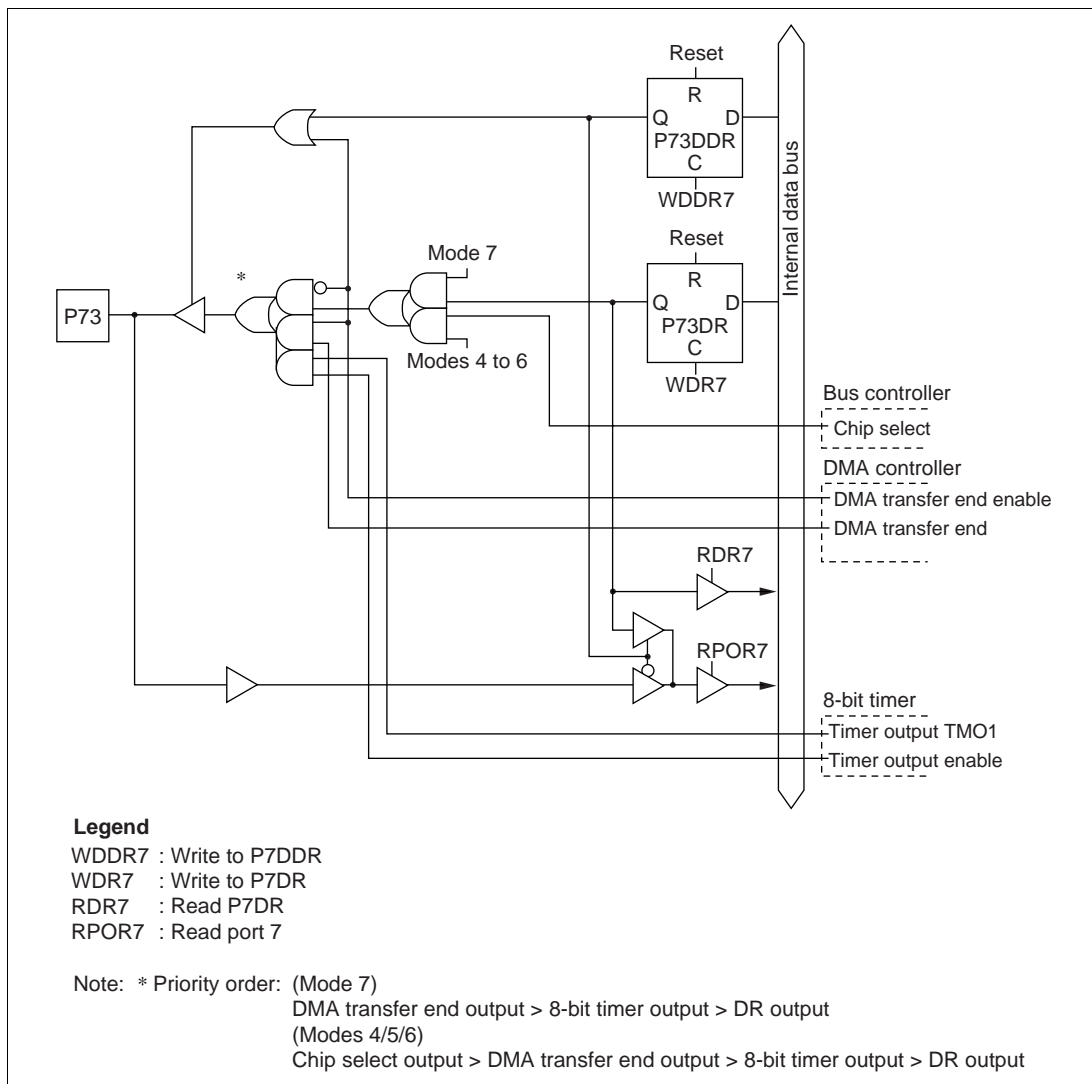 Reset
R
Q D
P73DDR
C
WDDR7
Internal data bus
Reset
Mode 7
R
*
Q D
P73DR
C
P73
Modes 4 to 6
WDR7
Bus controller
Chip select
DMA controller
DMA transfer end enable
DMA transfer end
RDR7
RPOR7
8-bit timer
Timer output TMO1
Timer output enable
Legend
WDDR7 : Write to P7DDR
WDR7 : Write to P7DR
RDR7 : Read P7DR
RPOR7 : Read port 7
Note: * Priority order: (Mode 7)
DMA transfer end output > 8-bit timer output > DR output
(Modes 4/5/6)
Chip select output > DMA transfer end output > 8-bit timer output > DR output